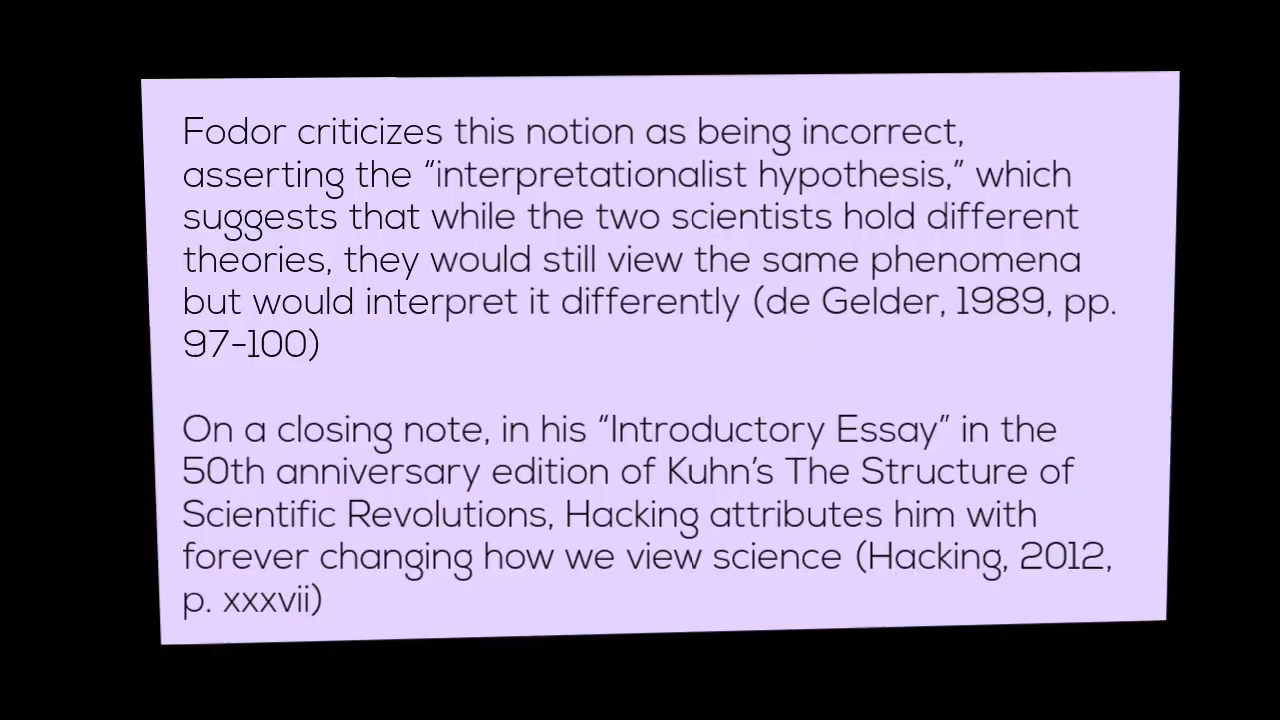 Fodor criticizes this notion as being incorrect,
asserting the “interpretationalist hypothesis,” which
suggests that while the two scientists hold different
theories, they would still view the same phenomena
but would interpret it differently (de Gelder, 1989, pp.
97-100)
On a closing note, in his “Introductory Essay” in the
50th anniversary edition of Kuhn’s The Structure of
Scientific Revolutions, Hacking attributes him with
forever changing how we view science (Hacking, 2012,
p. xxxvii)